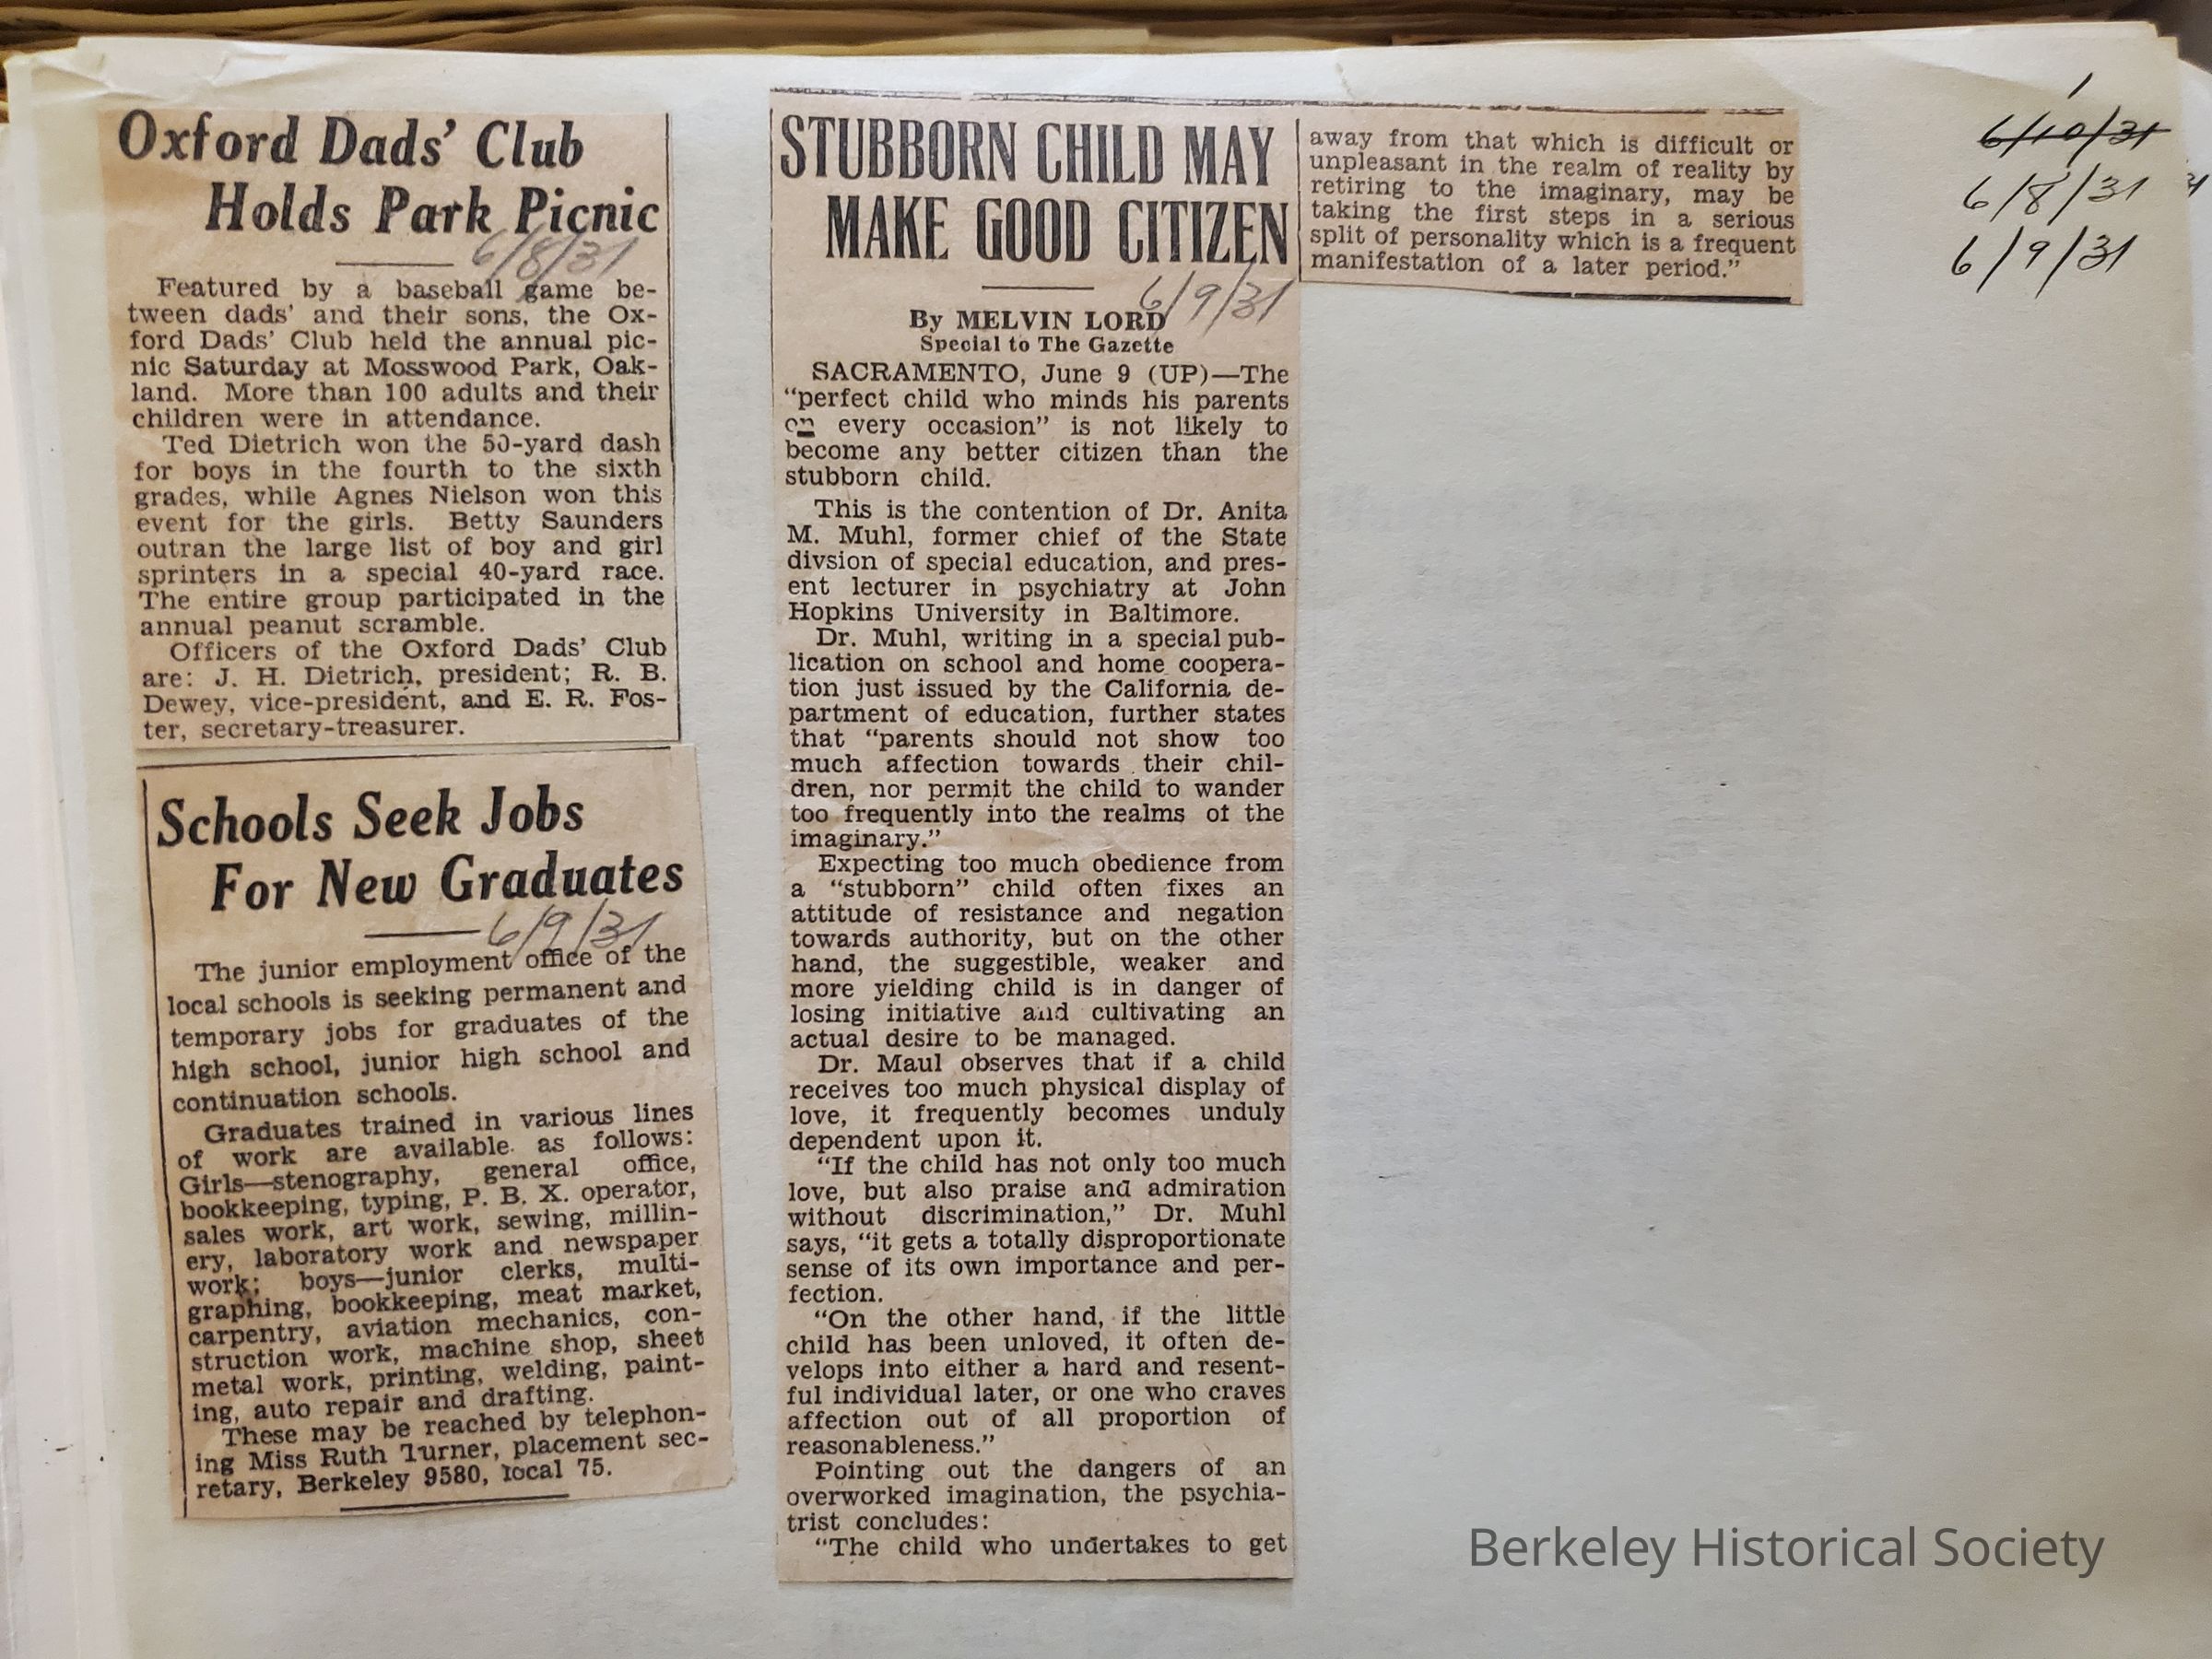 Oxford Dads' Club
Holds Park Picnic
6/8/31
Featured by a baseball game be-
tween dads' and their sons, the Ox-
ford Dads' Club held the annual pic-
nic Saturday at Mosswood Park, Oak-
land. More than 100 adults and their
children were in attendance.
Ted Dietrich won the 50-yard dash
for boys in the fourth to the sixth
grades, while Agnes Nielson won this
event for the girls. Betty Saunders
outran the large list of boy and girl
sprinters in a special 40-yard race.
The entire group participated in the
annual peanut scramble.
Officers of the Oxford Dads' Club
are: J. H. Dietrich, president; R. B.
Dewey, vice-president, and E. R. Fos-
ter, secretary-treasurer.
Schools Seek Jobs
For New Graduates
6/9/31
The junior employment office of the
local schools is seeking permanent and
temporary jobs for graduates of the
high school, junior high school and
continuation schools.
Graduates trained in various lines
of work are available as follows:
Girls—stenography, general office,
bookkeeping, typing, P. B. X. operator,
sales work, art work, sewing, millin-
ery, laboratory work and newspaper
work; boys—junior clerks, multi-
graphing, bookkeeping, meat market,
carpentry, aviation mechanics, con-
struction work, machine shop, sheet
metal work, printing, welding, paint-
ing, auto repair and drafting.
These may be reached by telephon-
ing Miss Ruth Turner, placement sec-
retary, Berkeley 9580, local 75.
STUBBORN CHILD MAY
MAKE GOOD CITIZEN
6/9/31
By MELVIN LORD
Special to The Gazette
SACRAMENTO, June 9 (UP)—The
“perfect child who minds his parents
on every occasion” is not likely to
become any better citizen than the
stubborn child.
This is the contention of Dr. Anita
M. Muhl, former chief of the State
divsion of special education, and pres-
ent lecturer in psychiatry at John
Hopkins University in Baltimore.
Dr. Muhl, writing in a special pub-
lication on school and home coopera-
tion just issued by the California de-
partment of education, further states
that “parents should not show too
much affection towards their chil-
dren, nor permit the child to wander
too frequently into the realms of the
imaginary.”
Expecting too much obedience from
a “stubborn” child often fixes an
attitude of resistance and negation
towards authority, but on the other
hand, the suggestible, weaker and
more yielding child is in danger of
losing initiative and cultivating an
actual desire to be managed.
Dr. Maul observes that if a child
receives too much physical display of
love, it frequently becomes unduly
dependent upon it.
“If the child has not only too much
love, but also praise and admiration
without discrimination,” Dr. Muhl
says, “it gets a totally disproportionate
sense of its own importance and per-
fection.
“On the other hand, if the little
child has been unloved, it often de-
velops into either a hard and resent-
ful individual later, or one who craves
affection out of all proportion of
reasonableness.”
Pointing out the dangers of an
overworked imagination, the psychia-
trist concludes:
“The child who undertakes to get
away from that which is difficult or
unpleasant in the realm of reality by
retiring to the imaginary, may be
taking the first steps in a serious
split of personality which is a frequent
manifestation of a later period.”
6/10/31
6/8/31
6/9/31
Berkeley Historical Society